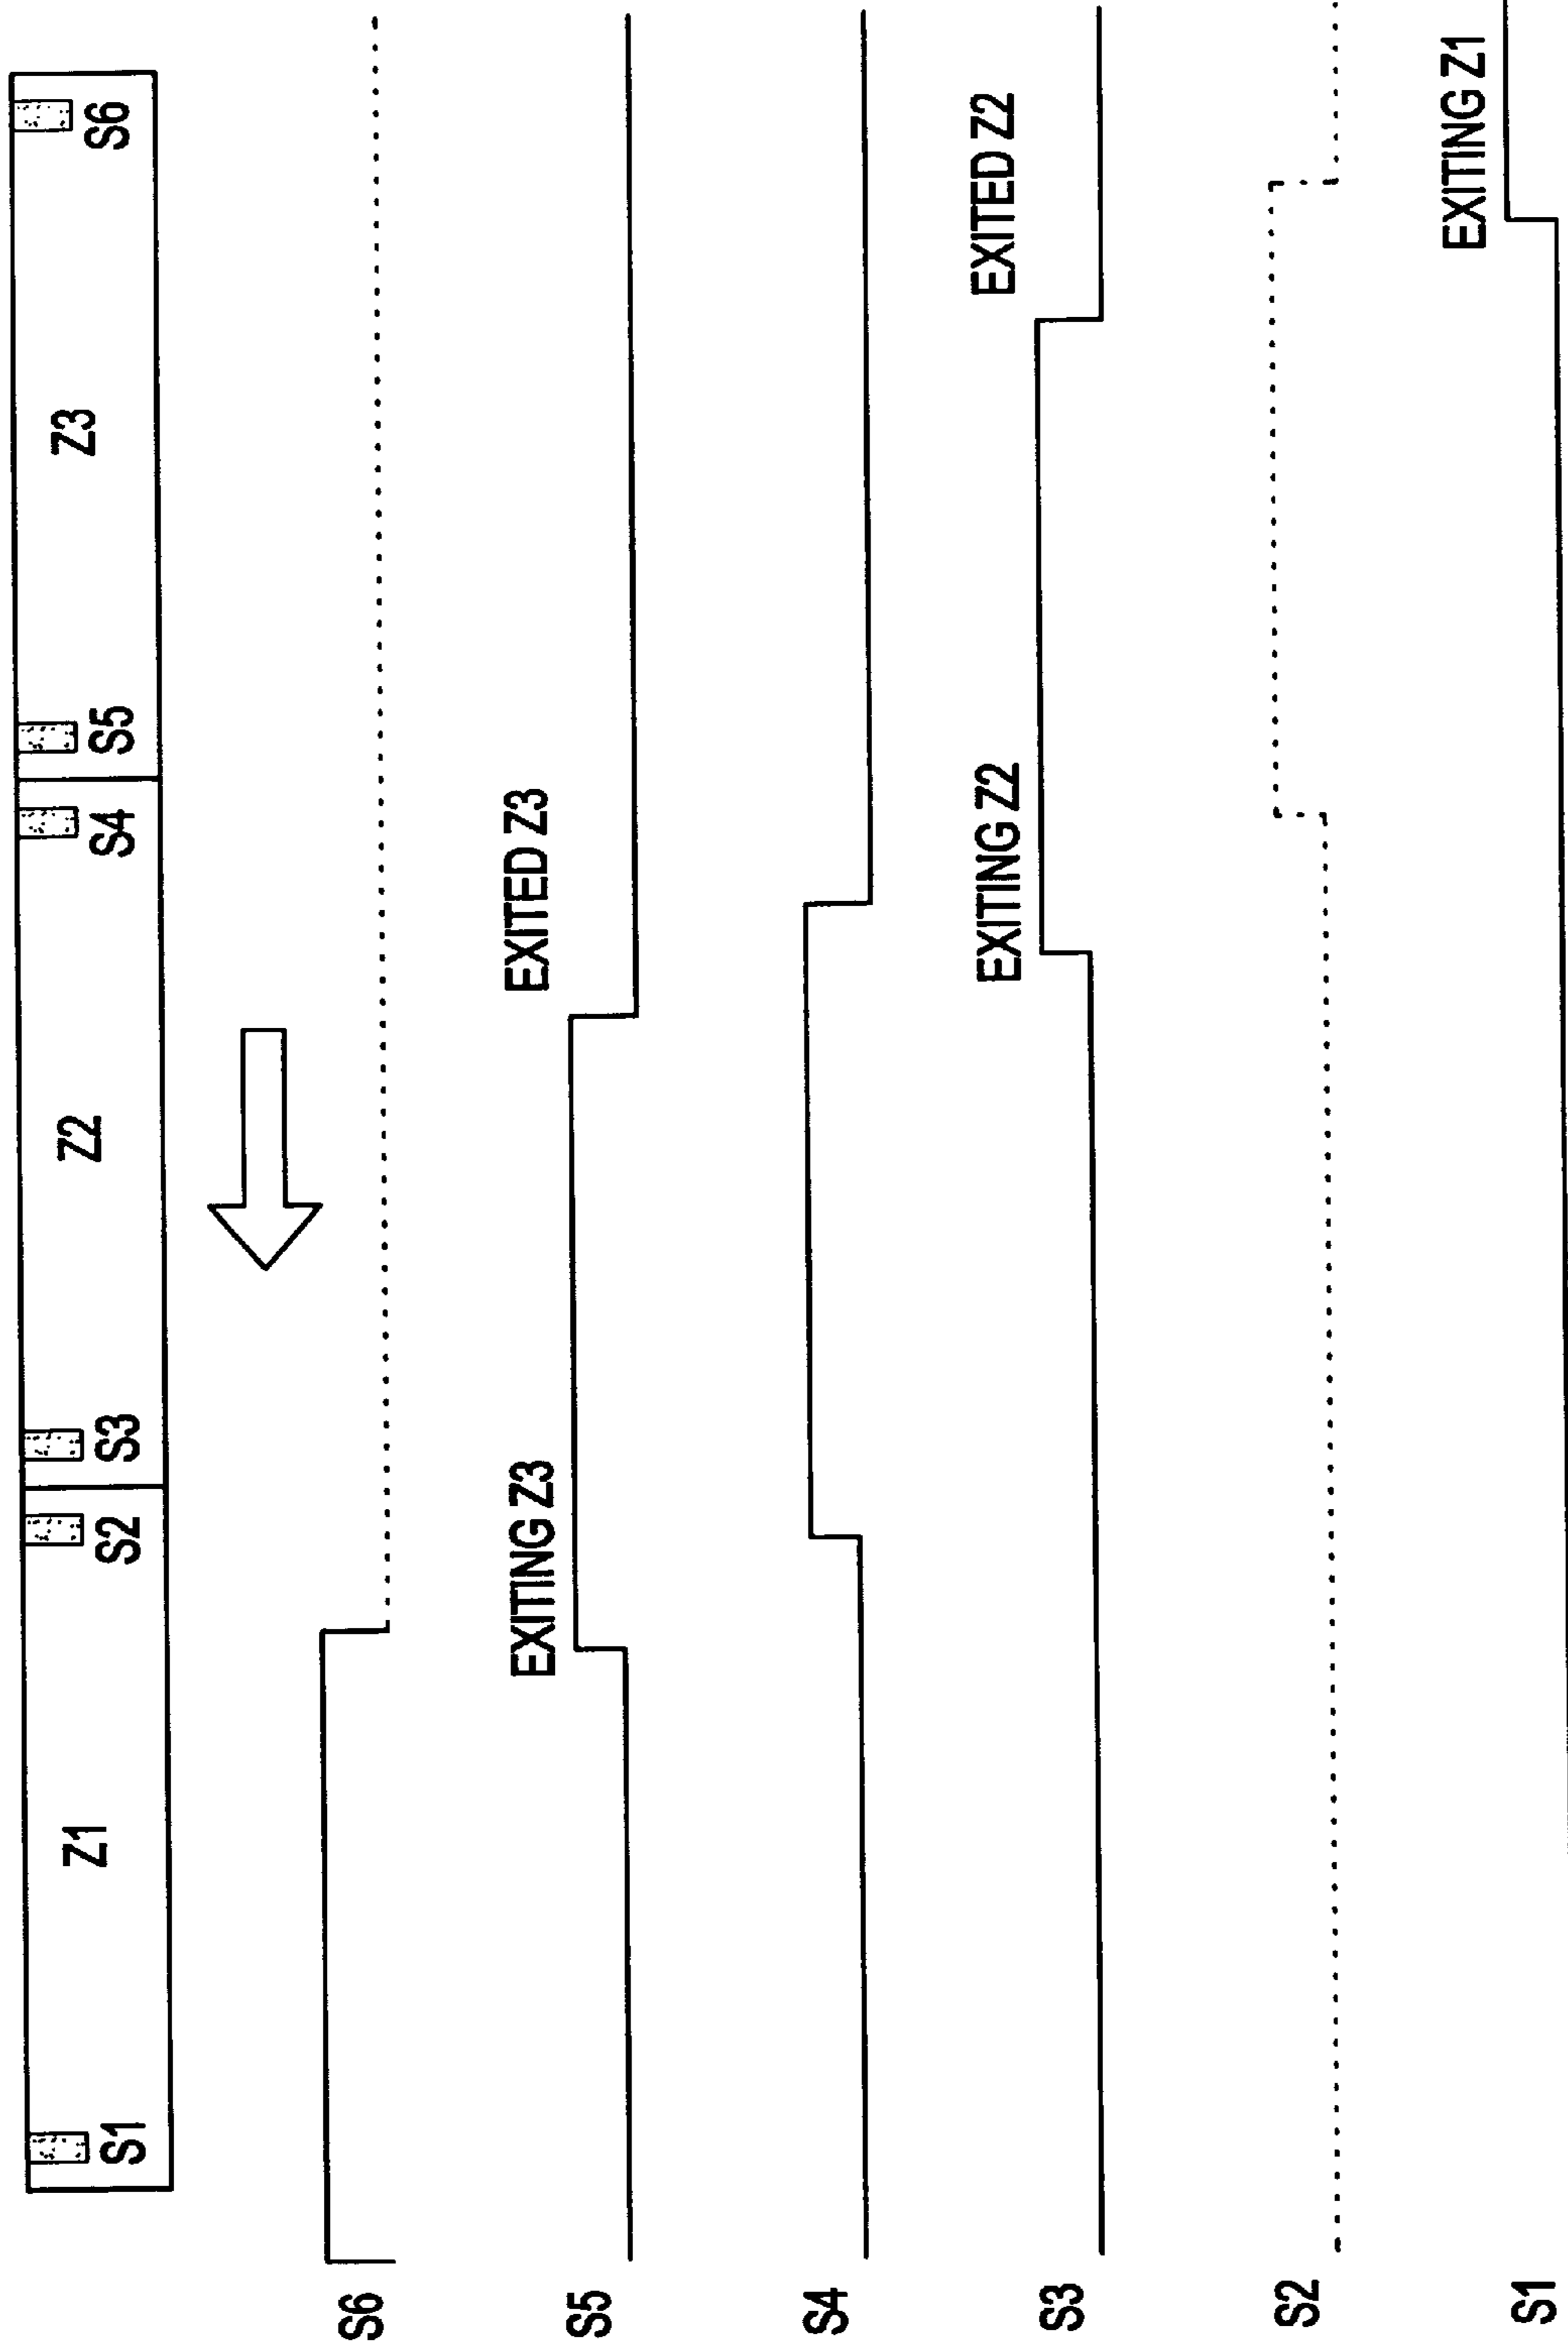 Z1 Z2 Z3
S1 S2 S3 S4 S5 S6
S6
EXITING Z3 EXITED Z3
S5
S4
EXITING Z2 EXITED Z2
S3
S2
EXITING Z1
S1